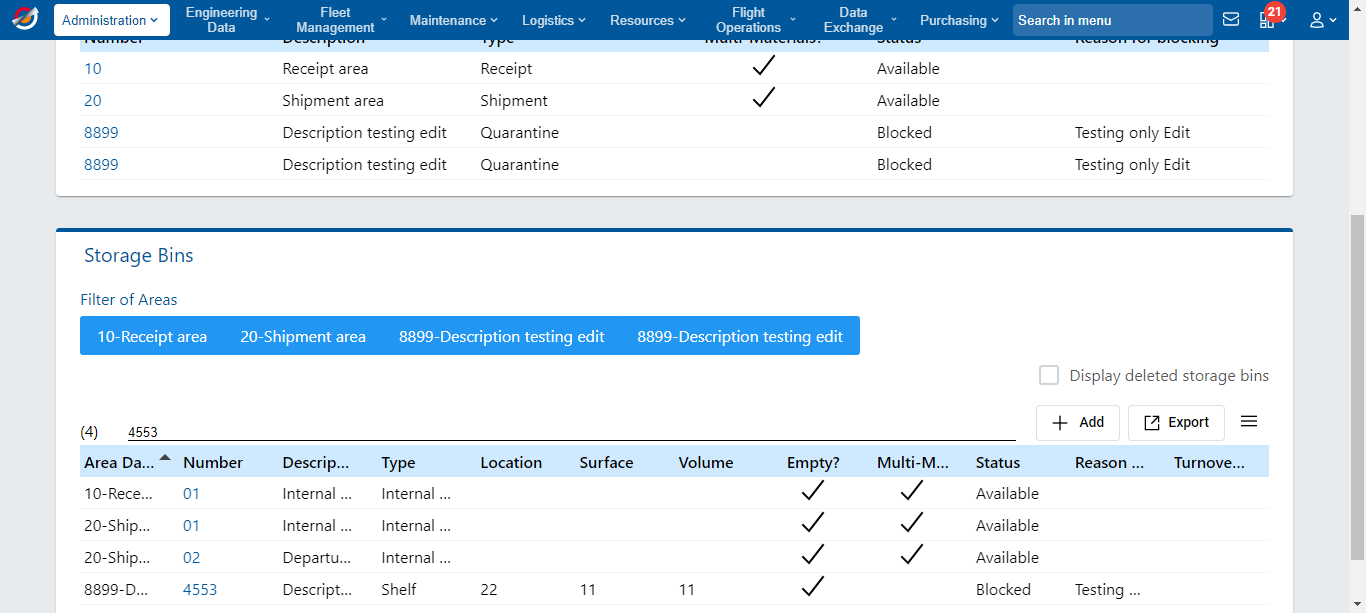 Administration
Engineering Data
Fleet Management
Maintenance
Logistics
Resources
Flight Operations
Data Exchange
Purchasing
Search in menu
21
Number Description Type Multi-Materials? Status Reason for blocking
10 Receipt area Receipt Available
20 Shipment area Shipment Available
8899 Description testing edit Quarantine Blocked Testing only Edit
8899 Description testing edit Quarantine Blocked Testing only Edit
Storage Bins
Filter of Areas
10-Receipt area 20-Shipment area 8899-Description testing edit 8899-Description testing edit
Display deleted storage bins
(4) 4553 Add Export
Area Da... Number Descrip... Type Location Surface Volume Empty? Multi-M... Status Reason ... Turnove...
10-Rece... 01 Internal ... Internal ... Available
20-Ship... 01 Internal ... Internal ... Available
20-Ship... 02 Departu... Internal ... Available
8899-D... 4553 Descript... Shelf 22 11 11 Blocked Testing ...